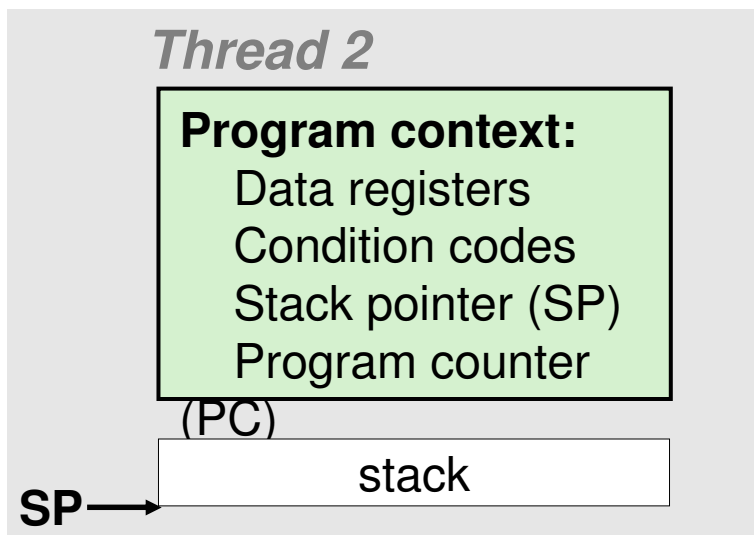 Thread 2
Program context:
Data registers
Condition codes
Stack pointer (SP)
Program counter
(PC)
stack
SP